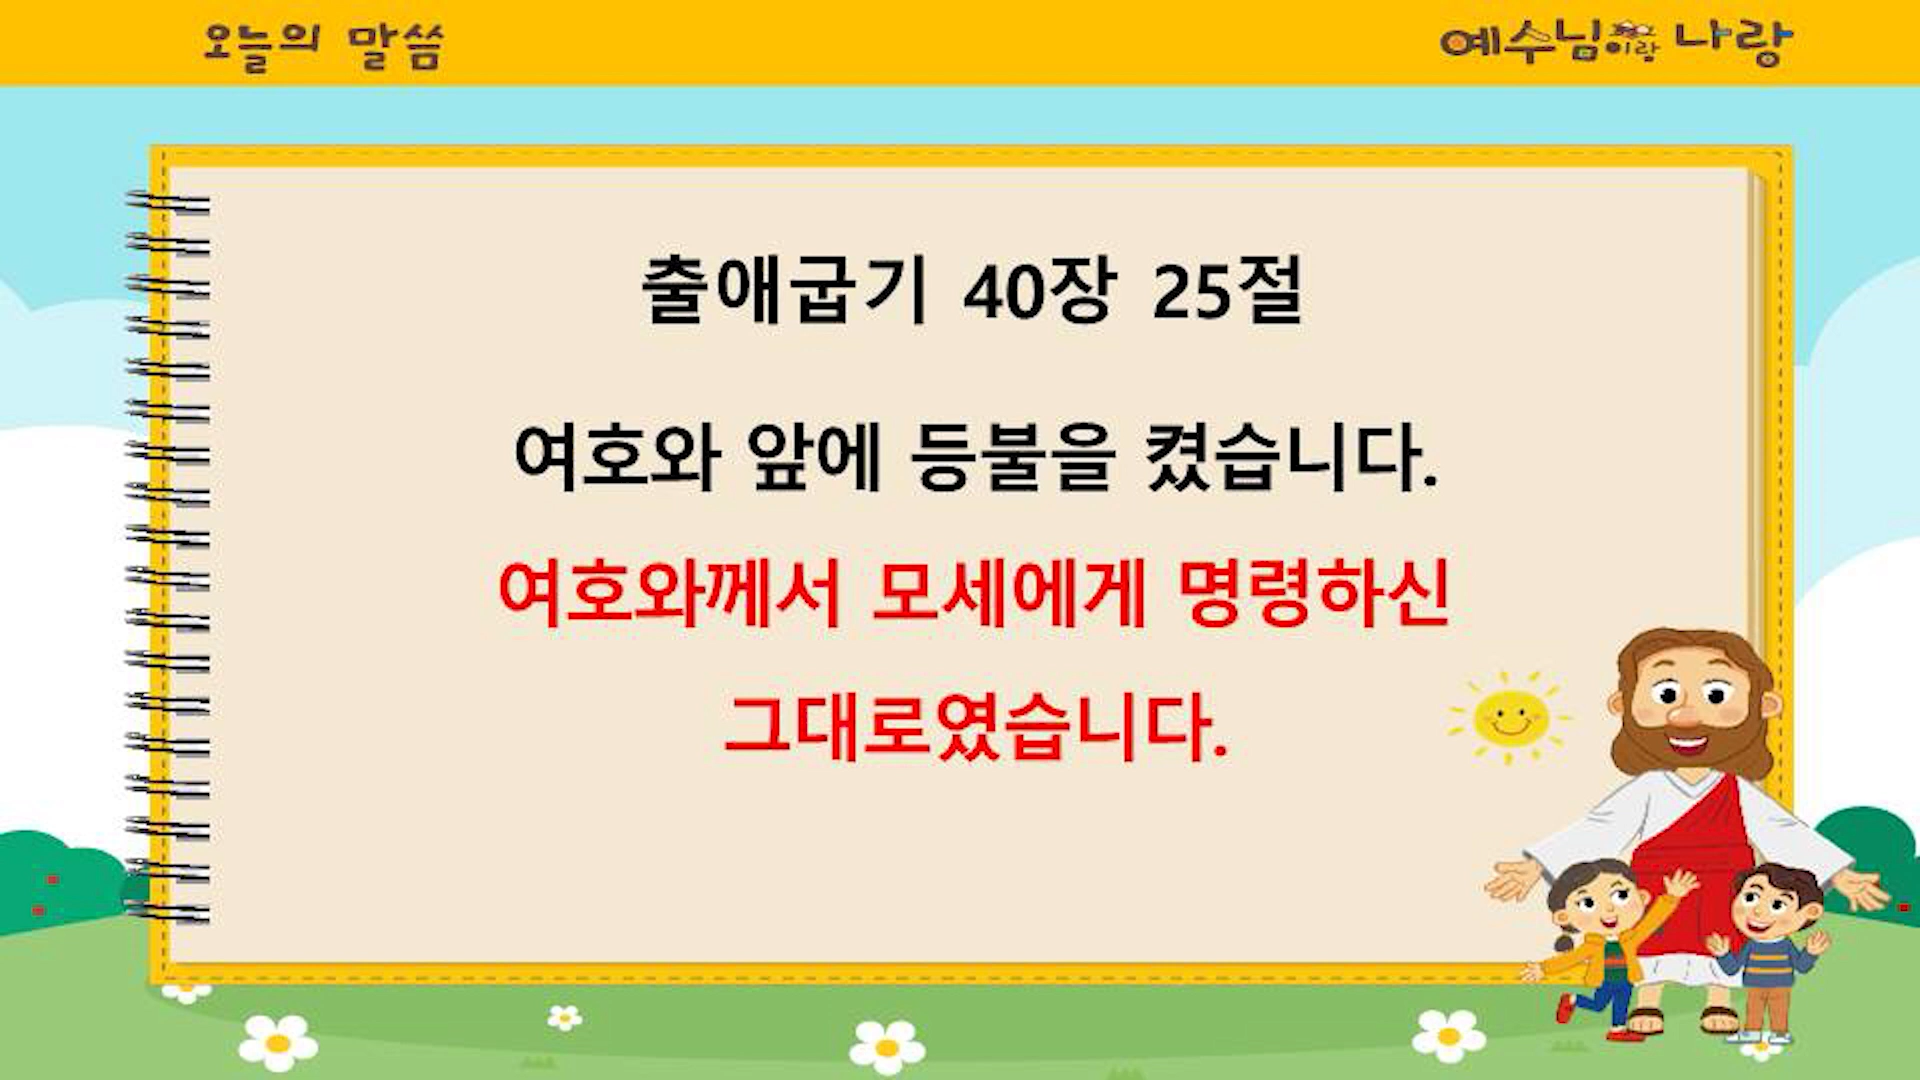 오늘의 말씀
예수님이랑 나랑
출애굽기 40장 25절
여호와 앞에 등불을 켰습니다.
여호와께서 모세에게 명령하신
그대로였습니다.